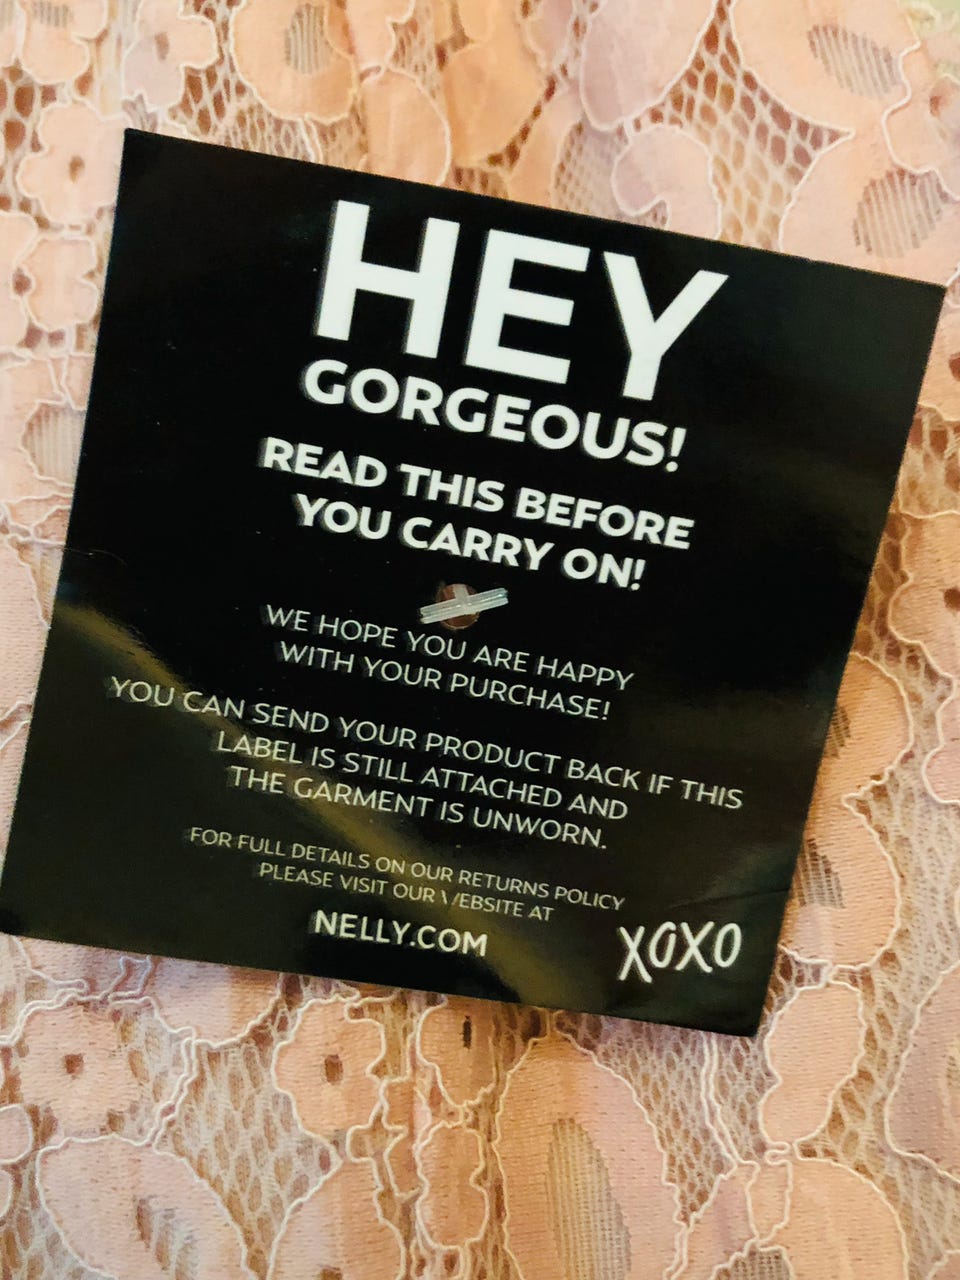 HEY
GORGEOUS!
READ THIS BEFORE
YOU CARRY ON!
WE HOPE YOU ARE HAPPY
WITH YOUR PURCHASE!
YOU CAN SEND YOUR PRODUCT BACK IF THIS
LABEL IS STILL ATTACHED AND
THE GARMENT IS UNWORN.
FOR FULL DETAILS ON OUR RETURNS POLICY
PLEASE VISIT OUR WEBSITE AT
NELLY.COM
XOXO